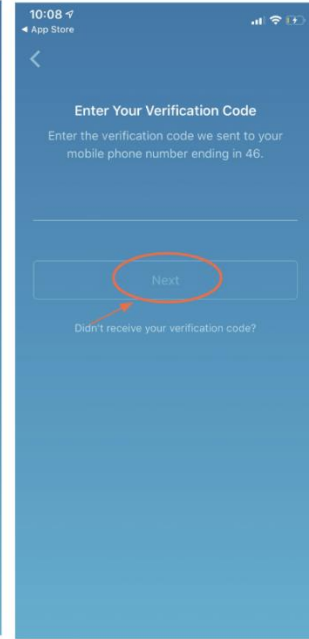 10:08
◀ App Store
Enter Your Verification Code
Enter the verification code we sent to your
mobile phone number ending in 46.
Next
Didn't receive your verification code?